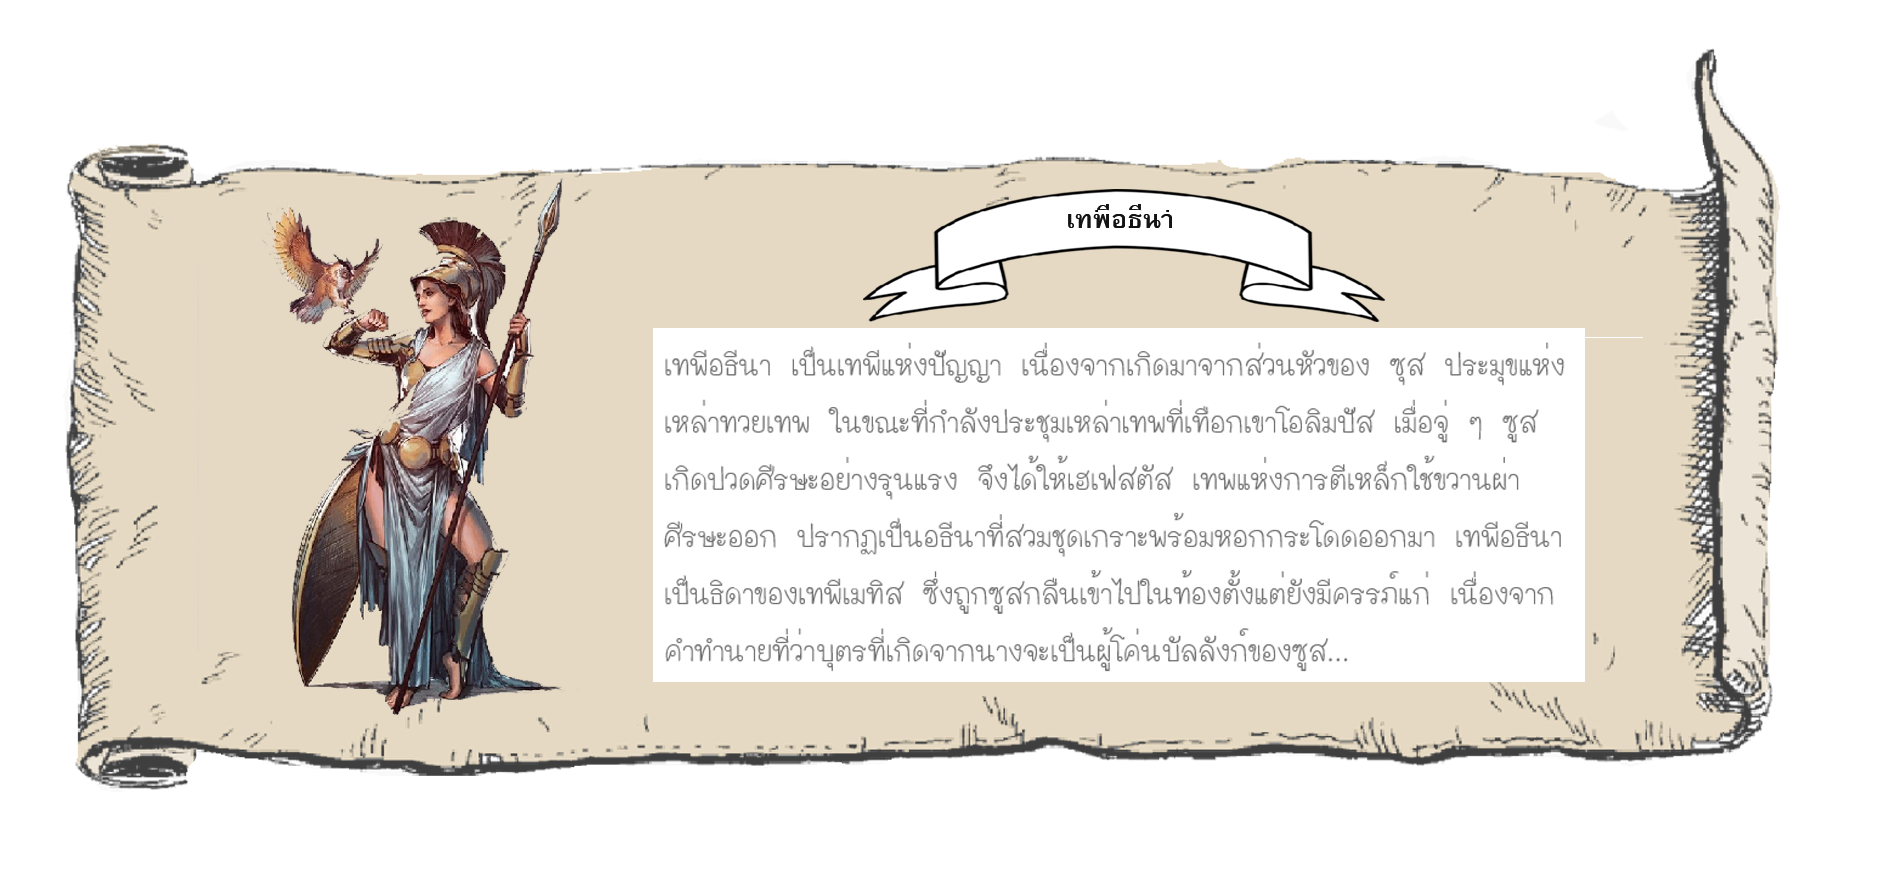 เทพีอธีน่า
เทพีอธีนา เป็นเทพีแห่งปัญญา เนื่องจากเกิดมาจากส่วนหัวของ ซุส ประมุขแห่ง
เหล่าทวยเทพ ในขณะที่กำลังประชุมเหล่าเทพที่เทือกเขาโอลิมปัส เมื่อจู่ ๆ ซูส
เกิดปวดศีรษะอย่างรุนแรง จึงได้ให้เฮเฟสตัส เทพแห่งการตีเหล็กใช้ขวานผ่า
ศีรษะออก ปรากฏเป็นอธีนาที่สวมชุดเกราะพร้อมหอกกระโดดออกมา เทพีอธีนา
เป็นธิดาของเทพีเมทิส ซึ่งถูกซูสกลืนเข้าไปในท้องตั้งแต่ยังมีครรภ์แก่ เนื่องจาก
คำทำนายที่ว่าบุตรที่เกิดจากนางจะเป็นผู้โค่นบัลลังก์ของซูส...